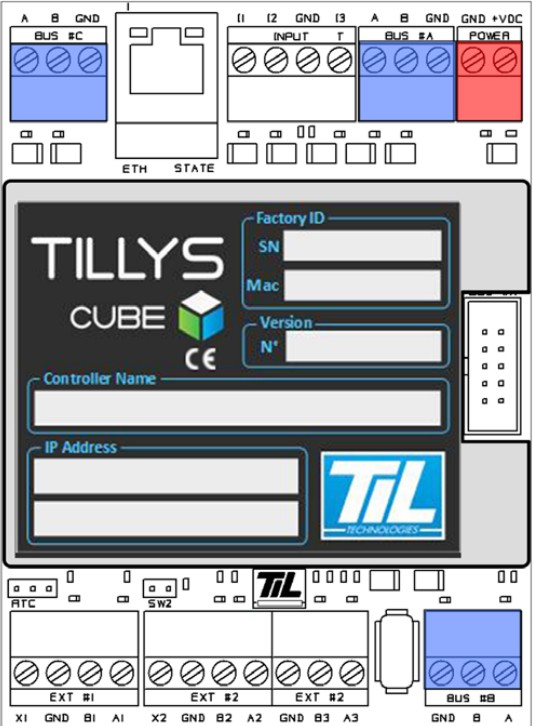 A B GND
BUS #C
I1 I2 GND I3
INPUT T
A B GND
BUS #A
GND +VDC
POWER
ETH STATE
TILLYS
CUBE
CE
Factory ID
SN
Mac
Version
N°
Controller Name
IP Address
TiL
TECHNOLOGIES
RTC
SW2
TiL
EXT #1
X1 GND B1 A1
EXT #2
X2 GND B2 A2
EXT #2
GND B3 A3
BUS #B
GND B A